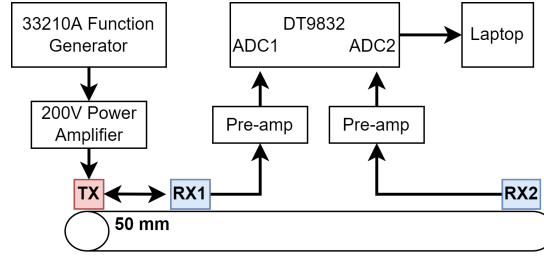 33210A Function
Generator
DT9832
ADC1
ADC2
Laptop
200V Power
Amplifier
Pre-amp
Pre-amp
TX
RX1
RX2
50 mm